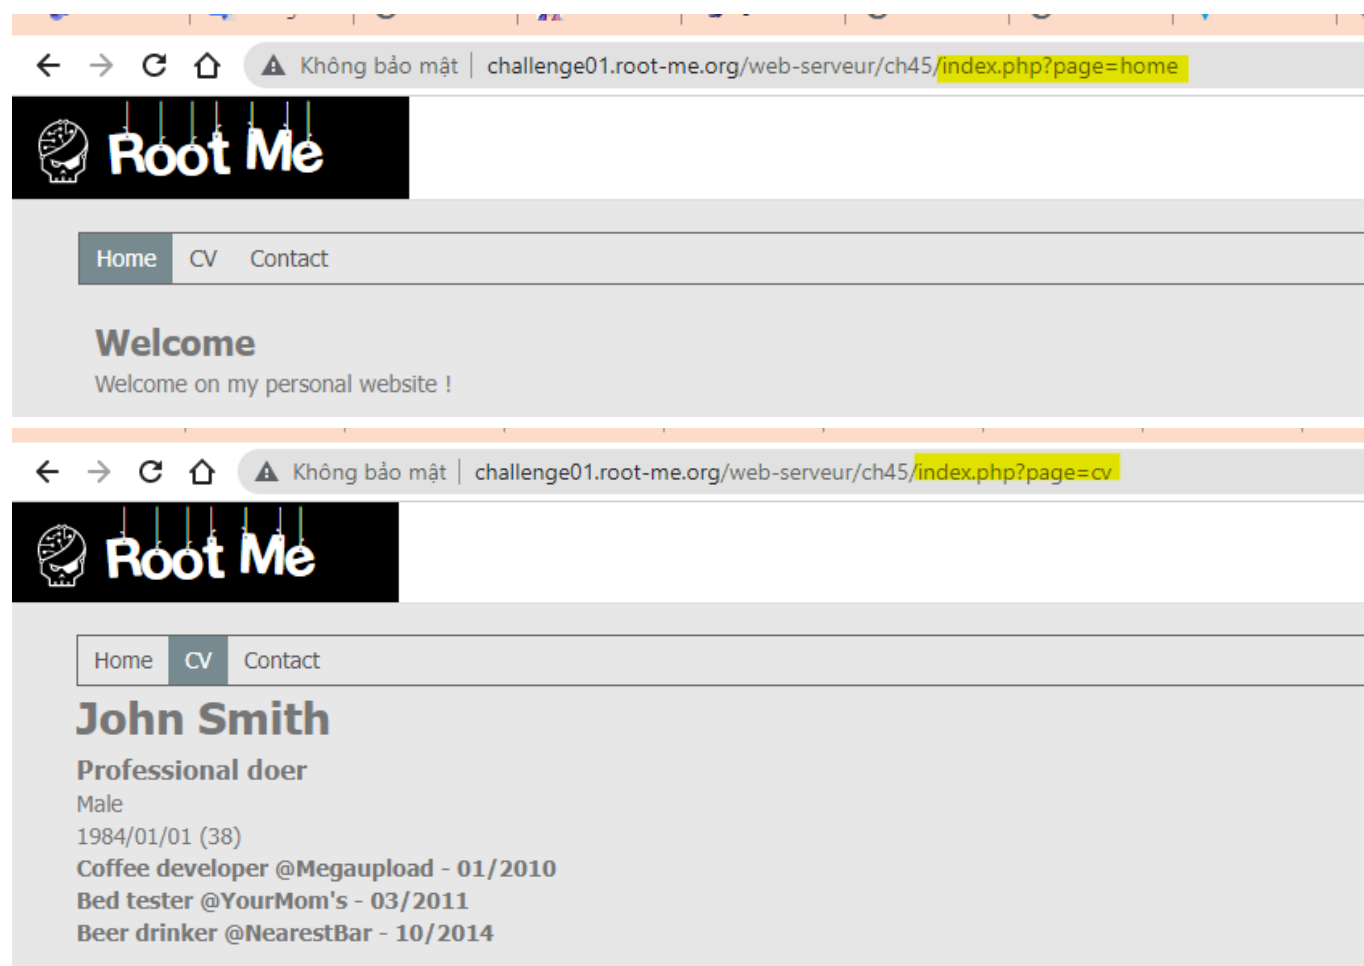 Không bảo mật | challenge01.root-me.org/web-serveur/ch45/index.php?page=home
Root Me
Home CV Contact
Welcome
Welcome on my personal website !
Không bảo mật | challenge01.root-me.org/web-serveur/ch45/index.php?page=cv
Root Me
Home CV Contact
John Smith
Professional doer
Male
1984/01/01 (38)
Coffee developer @Megaupload - 01/2010
Bed tester @YourMom's - 03/2011
Beer drinker @NearestBar - 10/2014